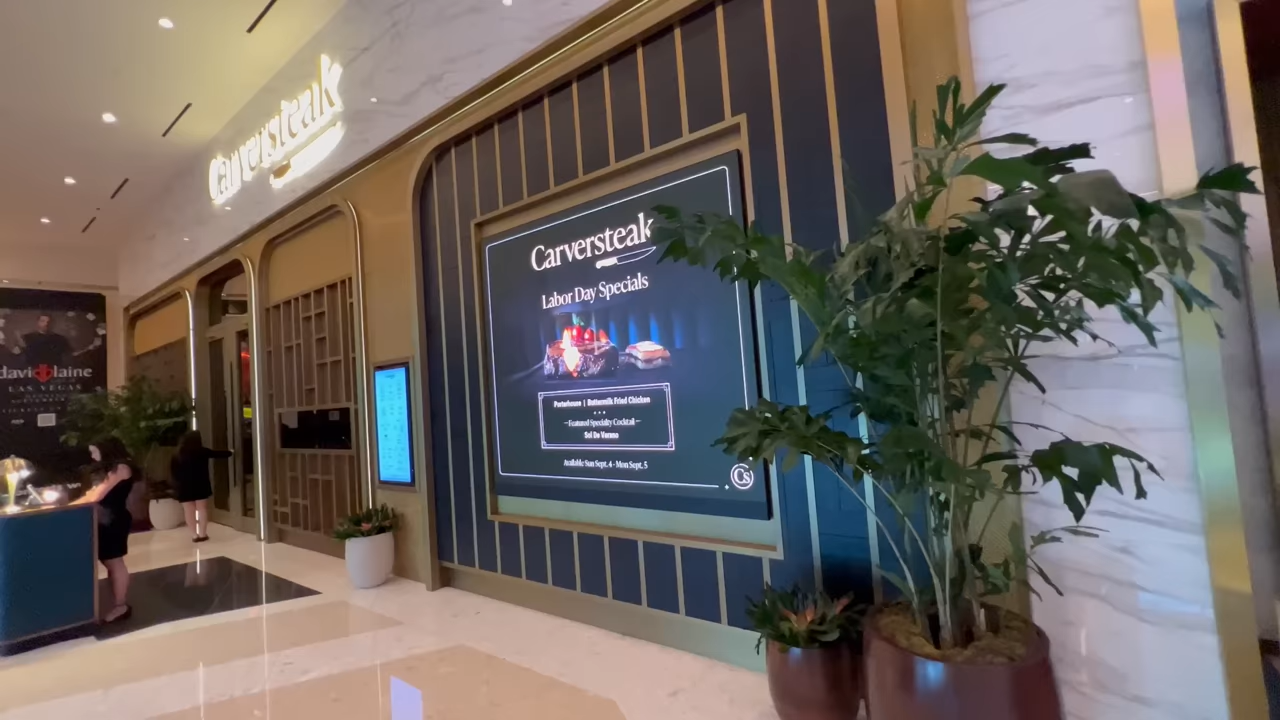 Carversteak
Carversteak
Labor Day Specials
Porterhouse | Buttermilk Fried Chicken
Featured Specialty Cocktail
Sol De Verano
Available Sun Sept. 4 - Mon Sept. 5
Cs
david blaine
LAS VEGAS